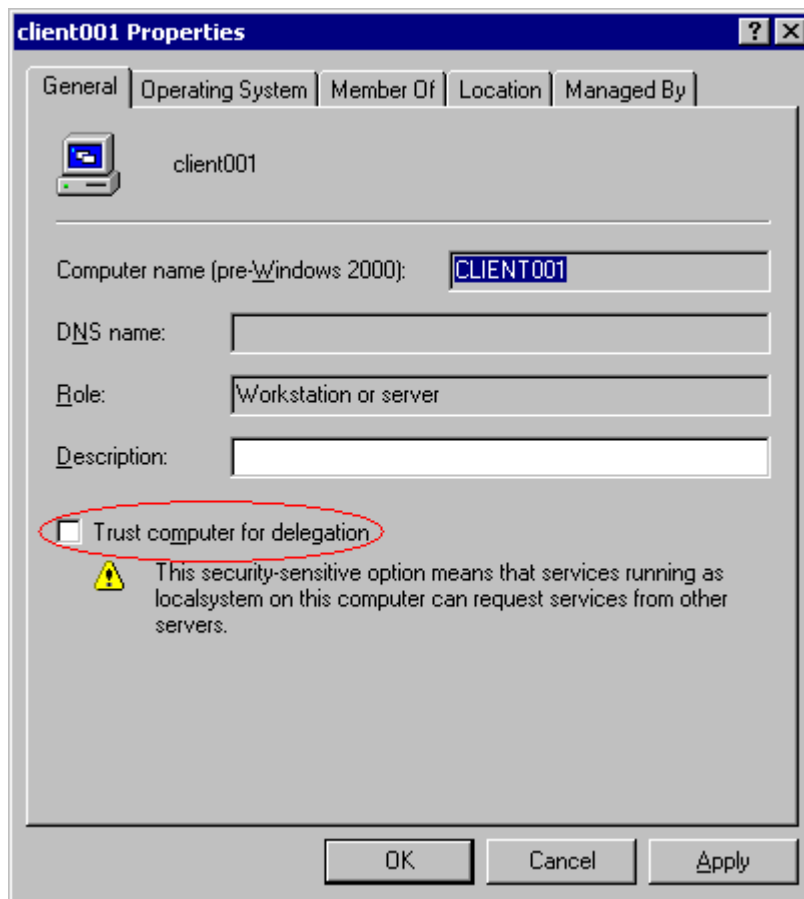 client001 Properties
General Operating System Member Of Location Managed By
client001
Computer name (pre-Windows 2000): CLIENT001
DNS name:
Role: Workstation or server
Description:
Trust computer for delegation
This security-sensitive option means that services running as
localsystem on this computer can request services from other
servers.
OK Cancel Apply